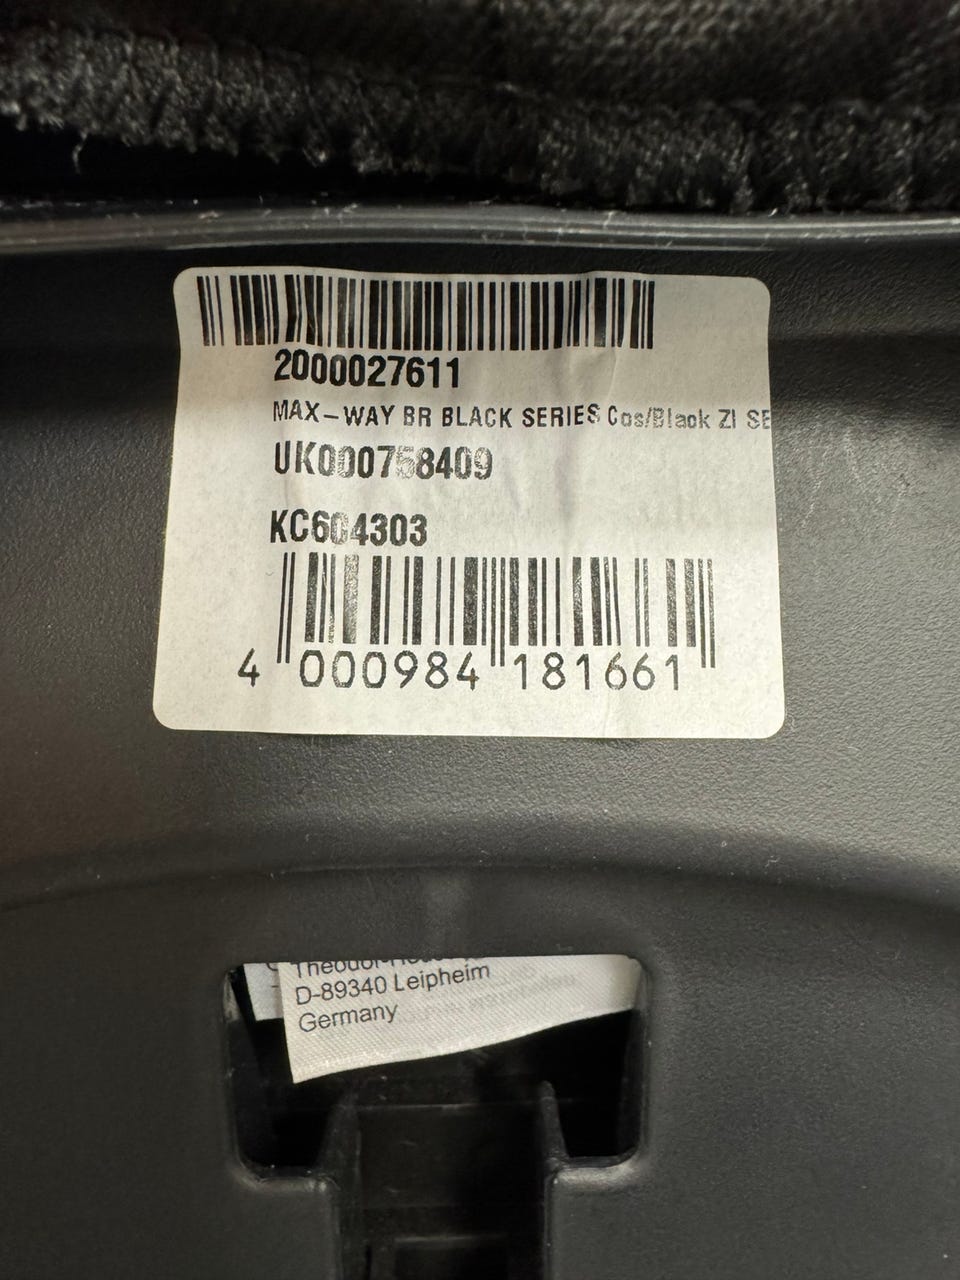 2000027611
MAX-WAY BR BLACK SERIES Cos/Black ZI SE
UK000758409
KC604303
4 000984 181661
D-89340 Leipheim
Germany